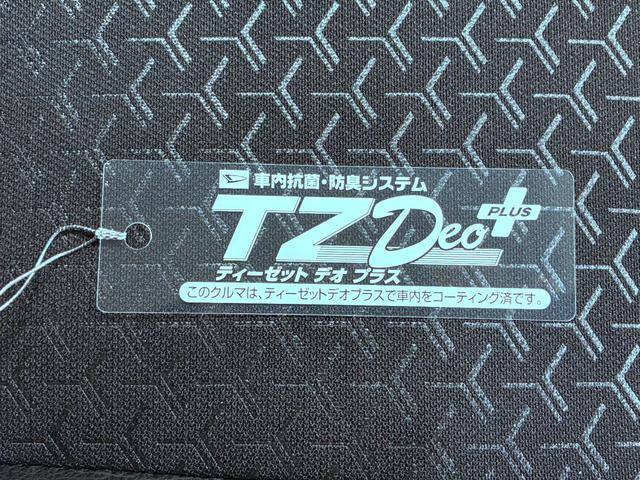 車内抗菌・防臭システム
TZ Deo PLUS
ティーゼット デオ プラス
このクルマは、ティーゼットデオプラスで車内をコーティング済です。